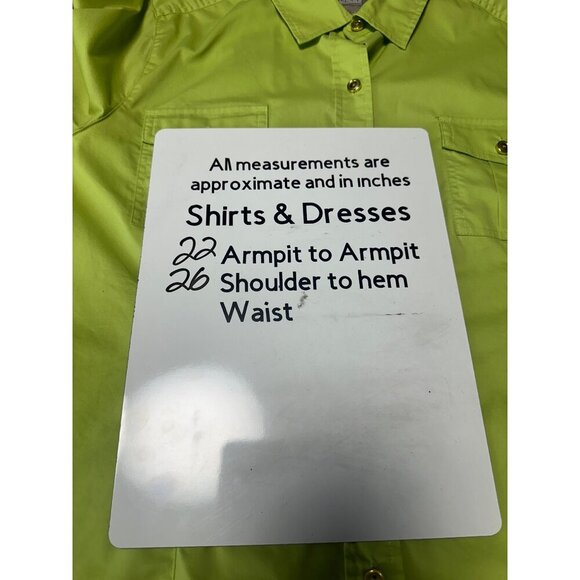 All measurements are
approximate and in inches
Shirts & Dresses
22 Armpit to Armpit
26 Shoulder to hem
Waist